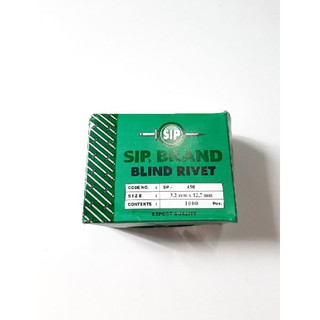 SIP
SIP. BRAND
BLIND RIVET
CODE NO. : SP - 450
SIZE : 3.2 mm x 12,7 mm
CONTENTS : 1000 Pcs.
EXPORT QUALITY